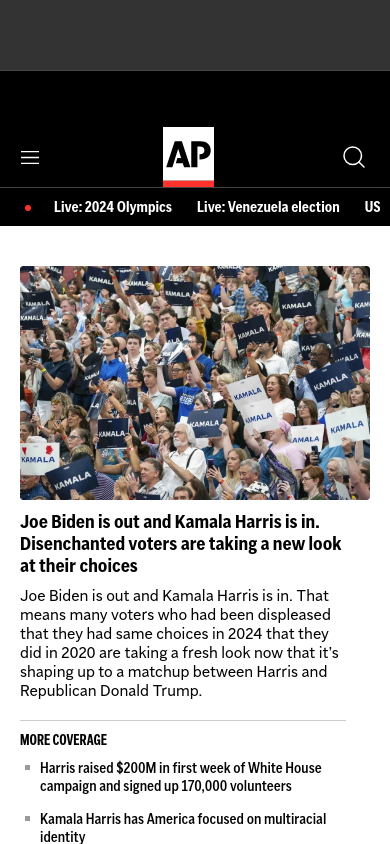 AP
Live: 2024 Olympics Live: Venezuela election US
KAMALA
KAMALA
KAMALA
KAMALA
KAMALA
KAMALA
KAMALA
KAMALA
KAMALA
KAMALA
KAMALA
KAMALA
KAMALA
KAMALA
Joe Biden is out and Kamala Harris is in.
Disenchanted voters are taking a new look
at their choices
Joe Biden is out and Kamala Harris is in. That
means many voters who had been displeased
that they had same choices in 2024 that they
did in 2020 are taking a fresh look now that it's
shaping up to a matchup between Harris and
Republican Donald Trump.
MORE COVERAGE
Harris raised $200M in first week of White House
campaign and signed up 170,000 volunteers
Kamala Harris has America focused on multiracial
identity